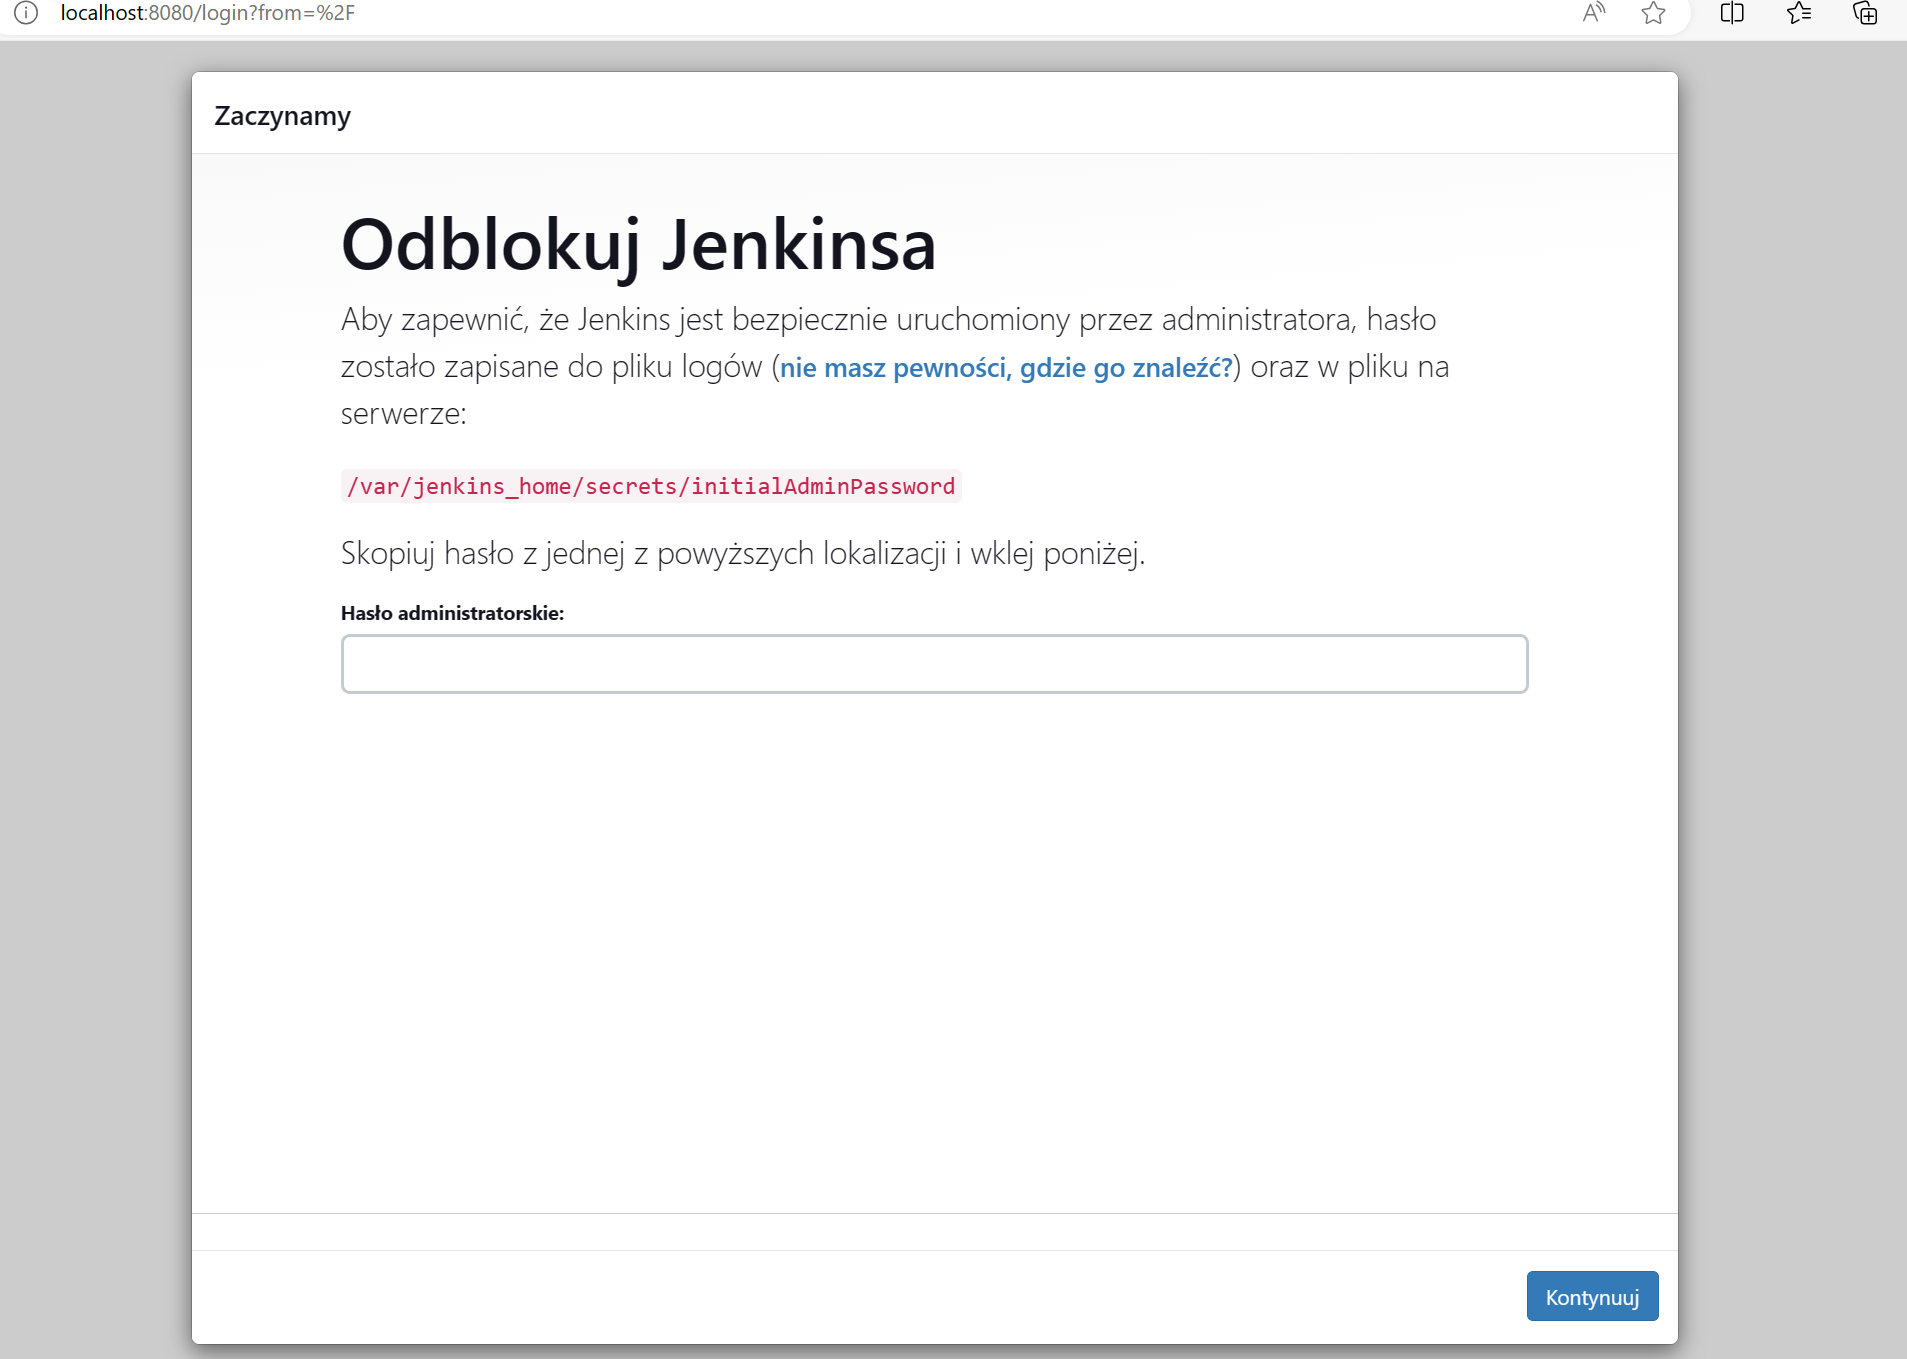 localhost:8080/login?from=%2F
Zaczynamy
Odblokuj Jenkinsa
Aby zapewnić, że Jenkins jest bezpiecznie uruchomiony przez administratora, hasło
zostało zapisane do pliku logów (nie masz pewności, gdzie go znaleźć?) oraz w pliku na
serwerze:
/var/jenkins_home/secrets/initialAdminPassword
Skopiuj hasło z jednej z powyższych lokalizacji i wklej poniżej.
Hasło administratorskie:
Kontynuuj